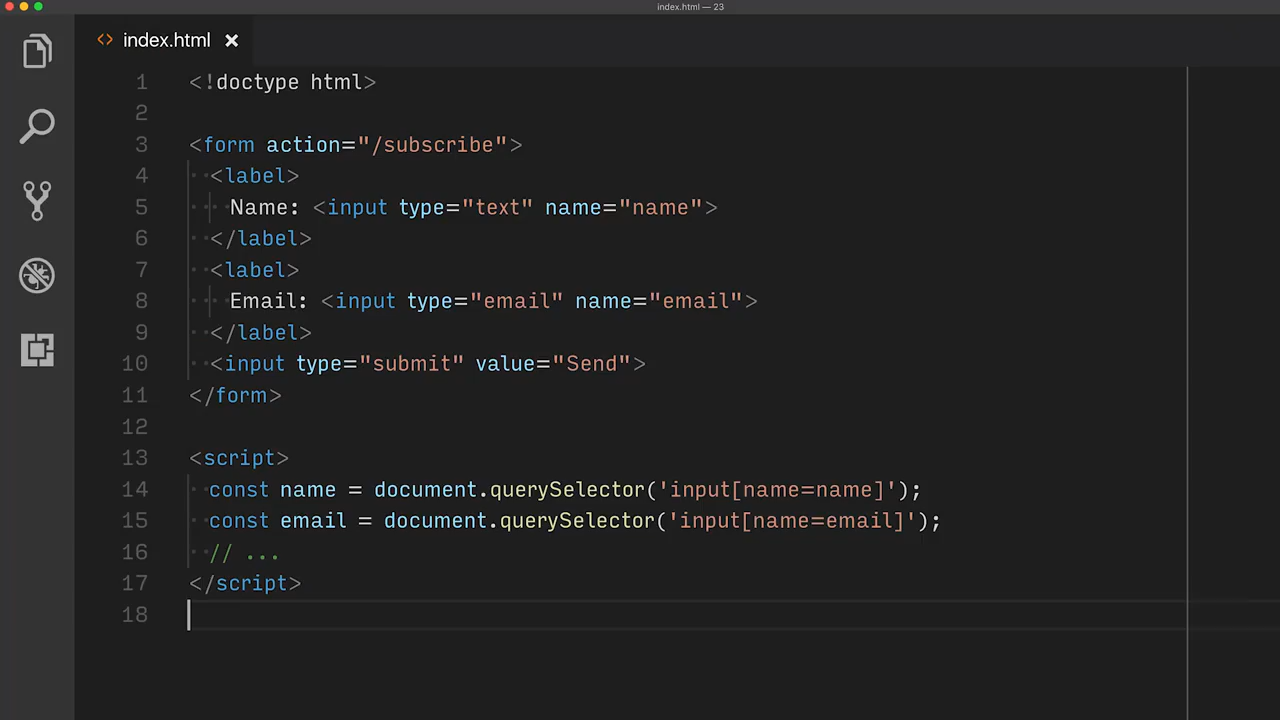 index.html — 23
<> index.html ×
1 <!doctype html>
2
3 <form action="/subscribe">
4   <label>
5     Name: <input type="text" name="name">
6   </label>
7   <label>
8     Email: <input type="email" name="email">
9   </label>
10   <input type="submit" value="Send">
11 </form>
12
13 <script>
14   const name = document.querySelector('input[name=name]');
15   const email = document.querySelector('input[name=email]');
16   // ...
17 </script>
18